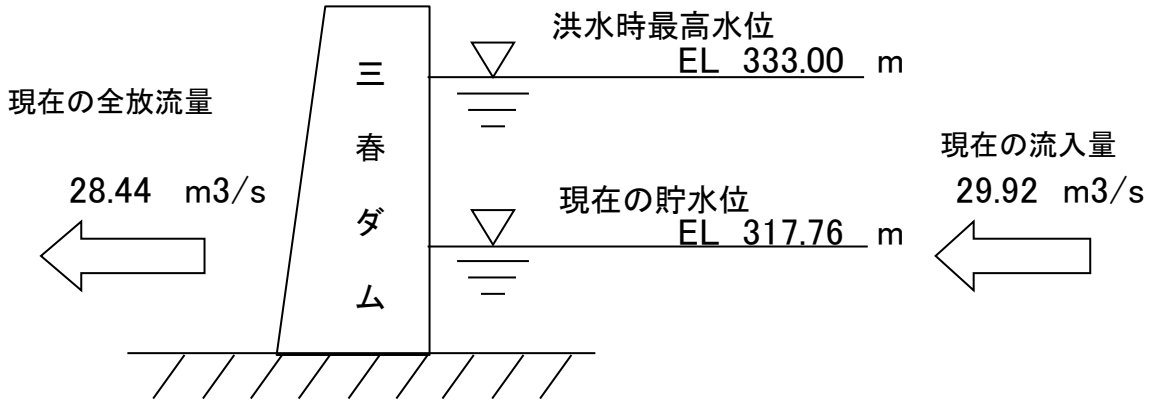 洪水時最高水位
EL 333.00 m
現在の全放流量
28.44 m3/s
三春ダム
現在の貯水位
EL 317.76 m
現在の流入量
29.92 m3/s